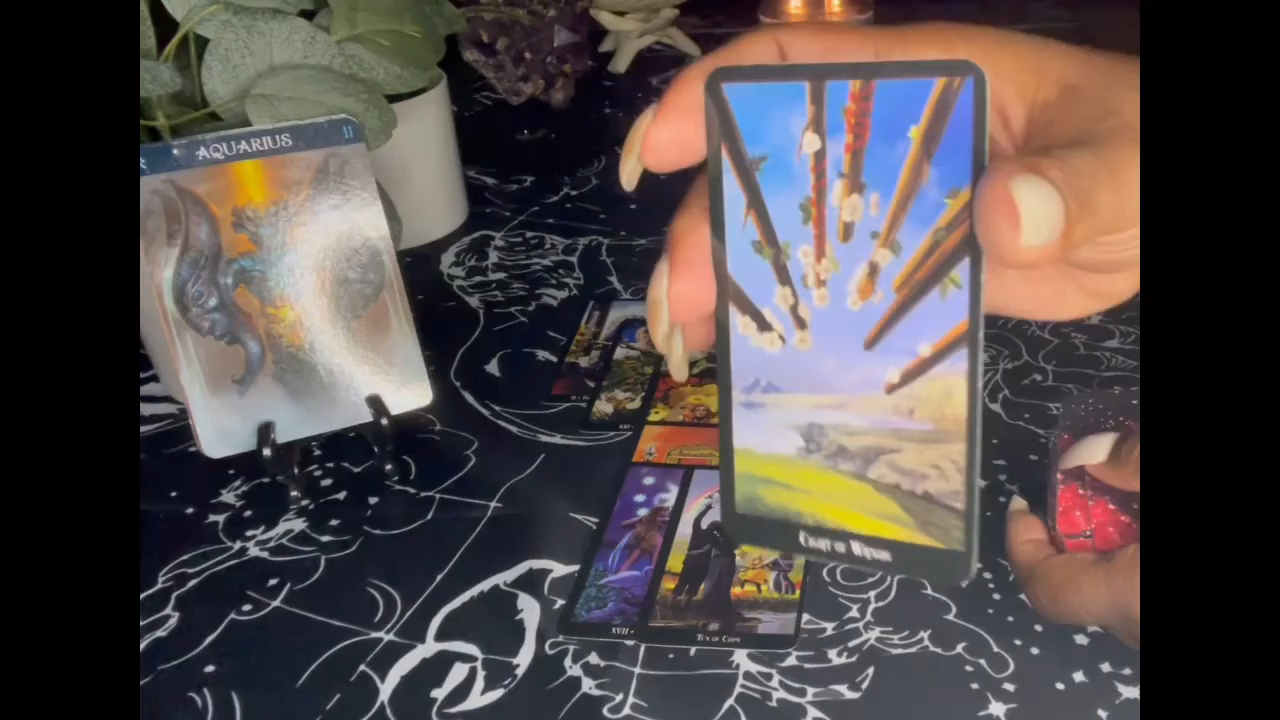 AQUARIUS 11
EIGHT OF WANDS
XVII •
TEN OF CUPS